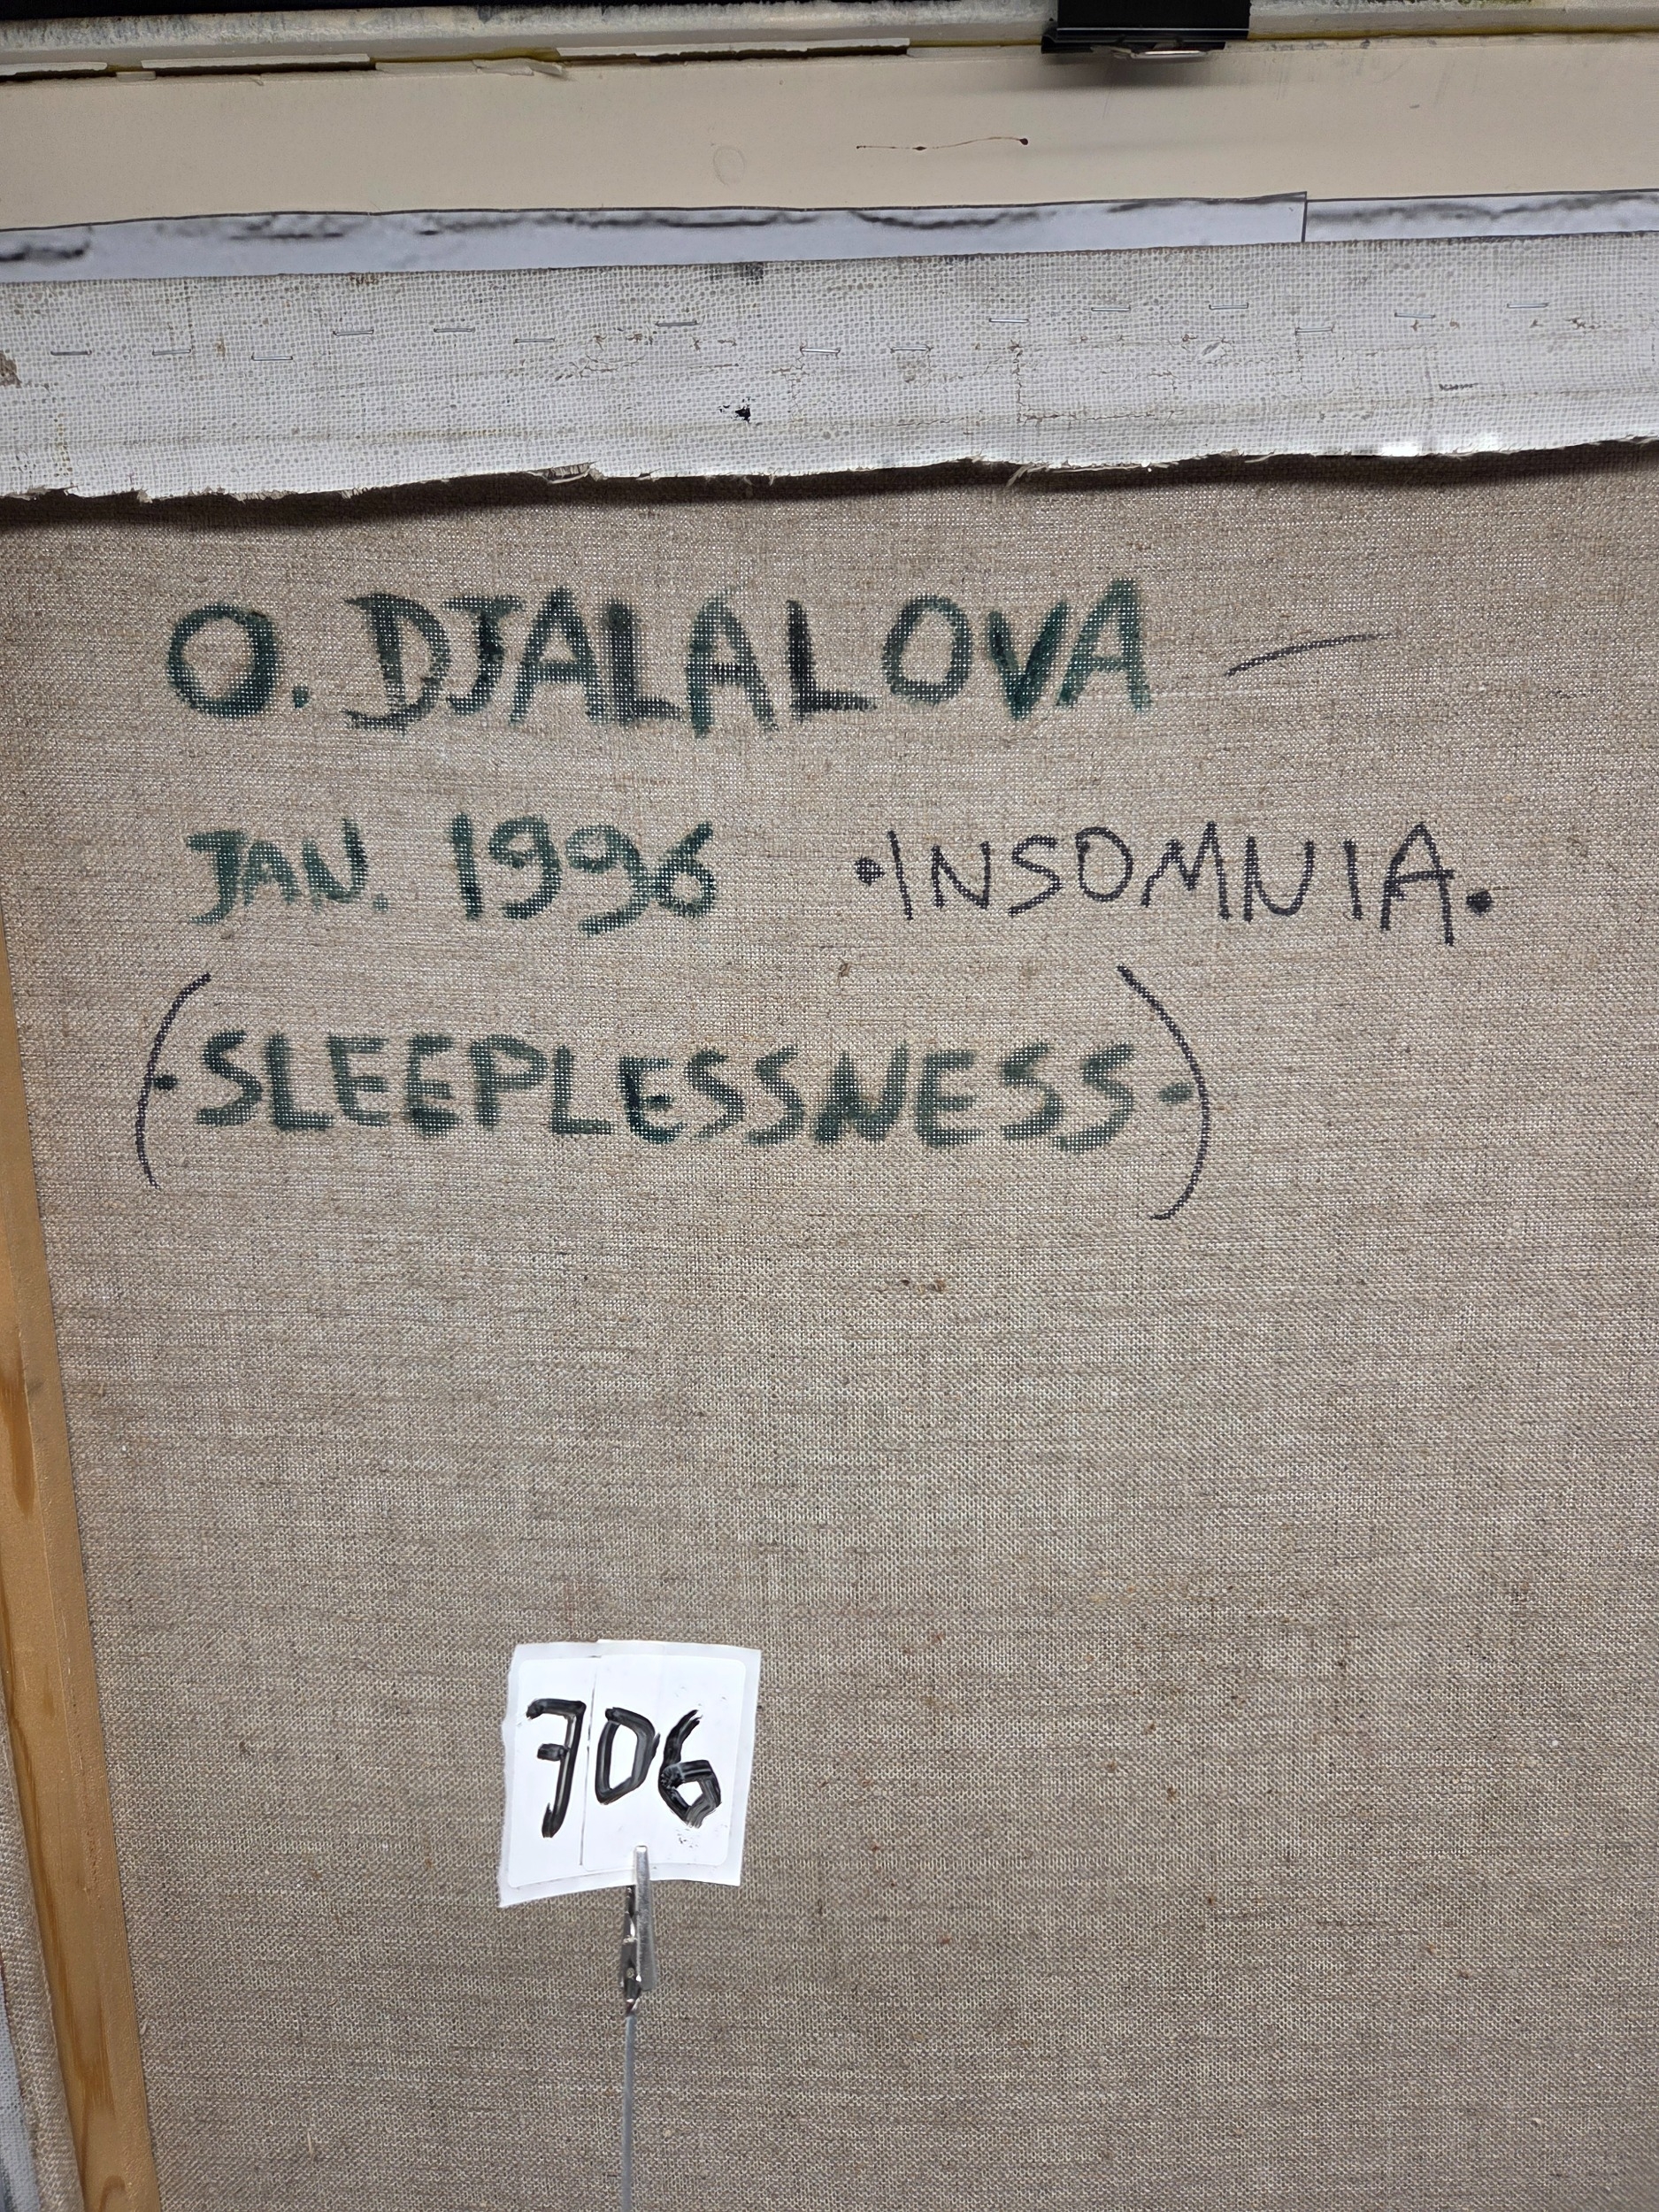 O. DJALALOVA —
JAN. 1996 •INSOMNIA.
(•SLEEPLESSNESS•)
706